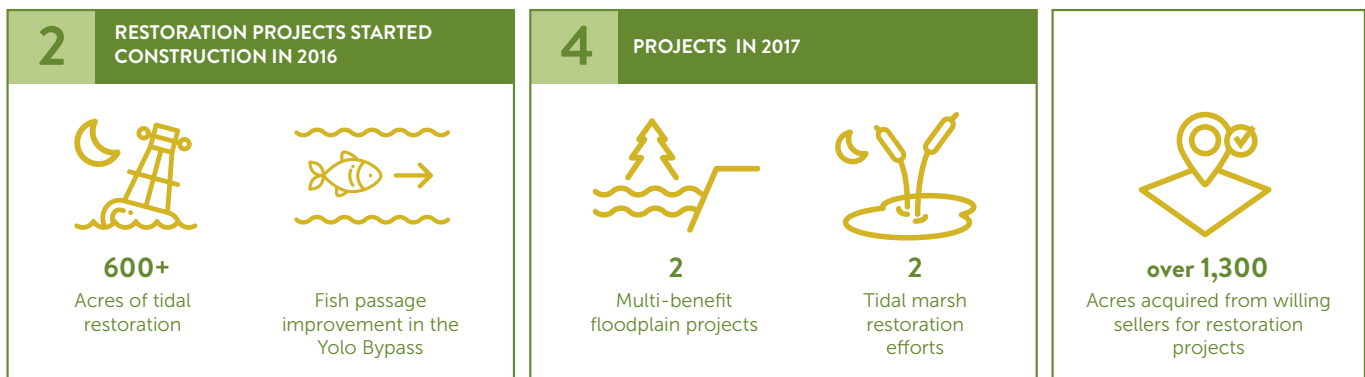 2
RESTORATION PROJECTS STARTED
CONSTRUCTION IN 2016
600+
Acres of tidal
restoration
Fish passage
improvement in the
Yolo Bypass
4
PROJECTS IN 2017
2
Multi-benefit
floodplain projects
2
Tidal marsh
restoration
efforts
over 1,300
Acres acquired from willing
sellers for restoration
projects